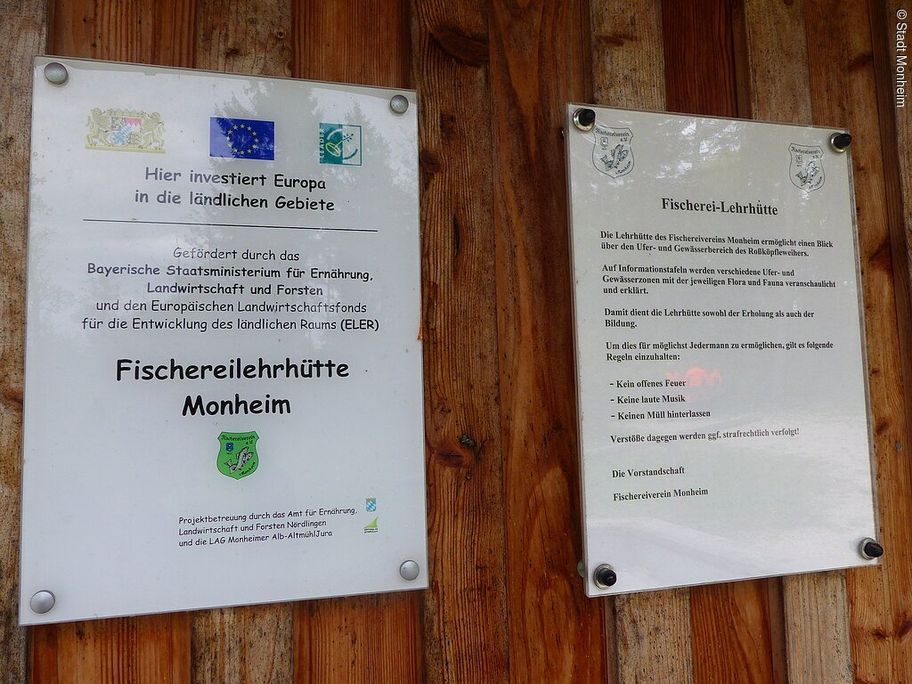 Hier investiert Europa
in die ländlichen Gebiete
Gefördert durch das
Bayerische Staatsministerium für Ernährung,
Landwirtschaft und Forsten
und den Europäischen Landwirtschaftsfonds
für die Entwicklung des ländlichen Raums (ELER)
Fischereilehrhütte
Monheim
Fischereiverein
e.V.
Monheim
Projektbetreuung durch das Amt für Ernährung,
Landwirtschaft und Forsten Nördlingen
und die LAG Monheimer Alb-AltmühlJura
Fischereiverein
e.V.
Monheim
Fischereiverein
e.V.
Monheim
Fischerei-Lehrhütte
Die Lehrhütte des Fischereivereins Monheim ermöglicht einen Blick
über den Ufer- und Gewässerbereich des Roßköpfleweihers.
Auf Informationstafeln werden verschiedene Ufer- und
Gewässerzonen mit der jeweiligen Flora und Fauna veranschaulicht
und erklärt.
Damit dient die Lehrhütte sowohl der Erholung als auch der
Bildung.
Um dies für möglichst Jedermann zu ermöglichen, gilt es folgende
Regeln einzuhalten:
- Kein offenes Feuer
- Keine laute Musik
- Keinen Müll hinterlassen
Verstöße dagegen werden ggf. strafrechtlich verfolgt!
Die Vorstandschaft
Fischereiverein Monheim
© Stadt Monheim